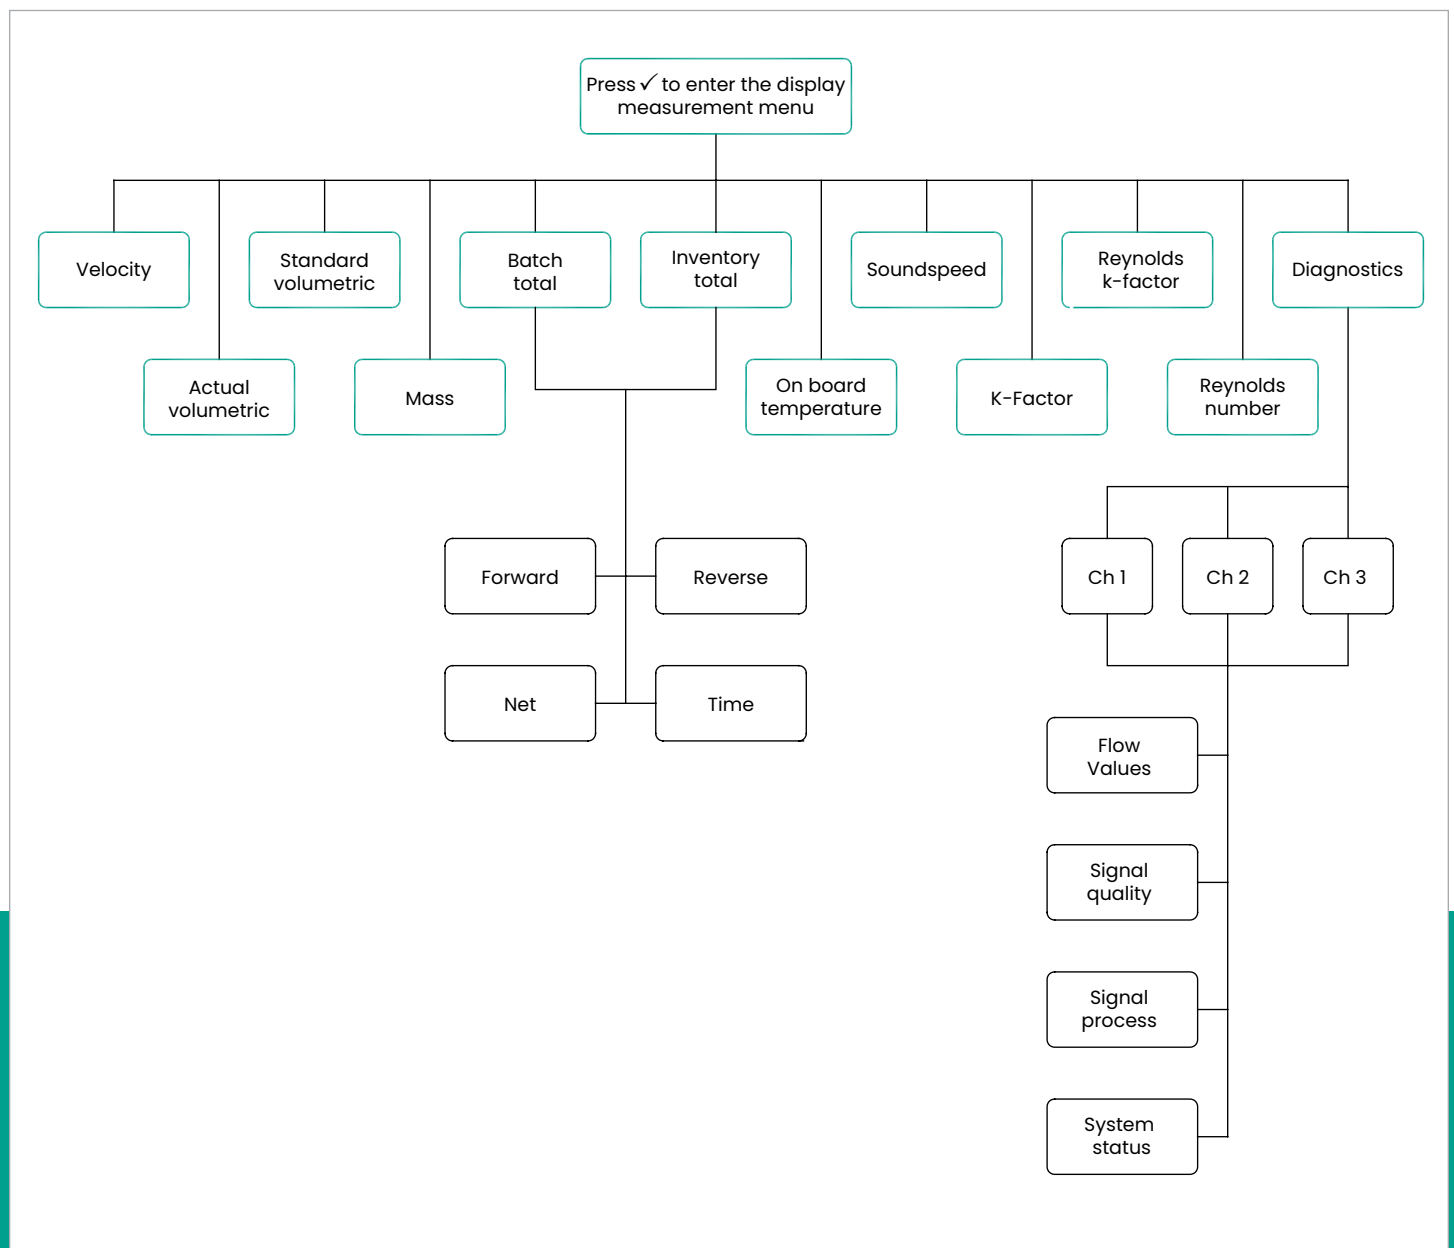 Press ✓ to enter the display
measurement menu
Velocity
Standard
volumetric
Batch
total
Inventory
total
Soundspeed
Reynolds
k-factor
Diagnostics
Actual
volumetric
Mass
On board
temperature
K-Factor
Reynolds
number
Forward
Reverse
Ch 1
Ch 2
Ch 3
Net
Time
Flow
Values
Signal
quality
Signal
process
System
status